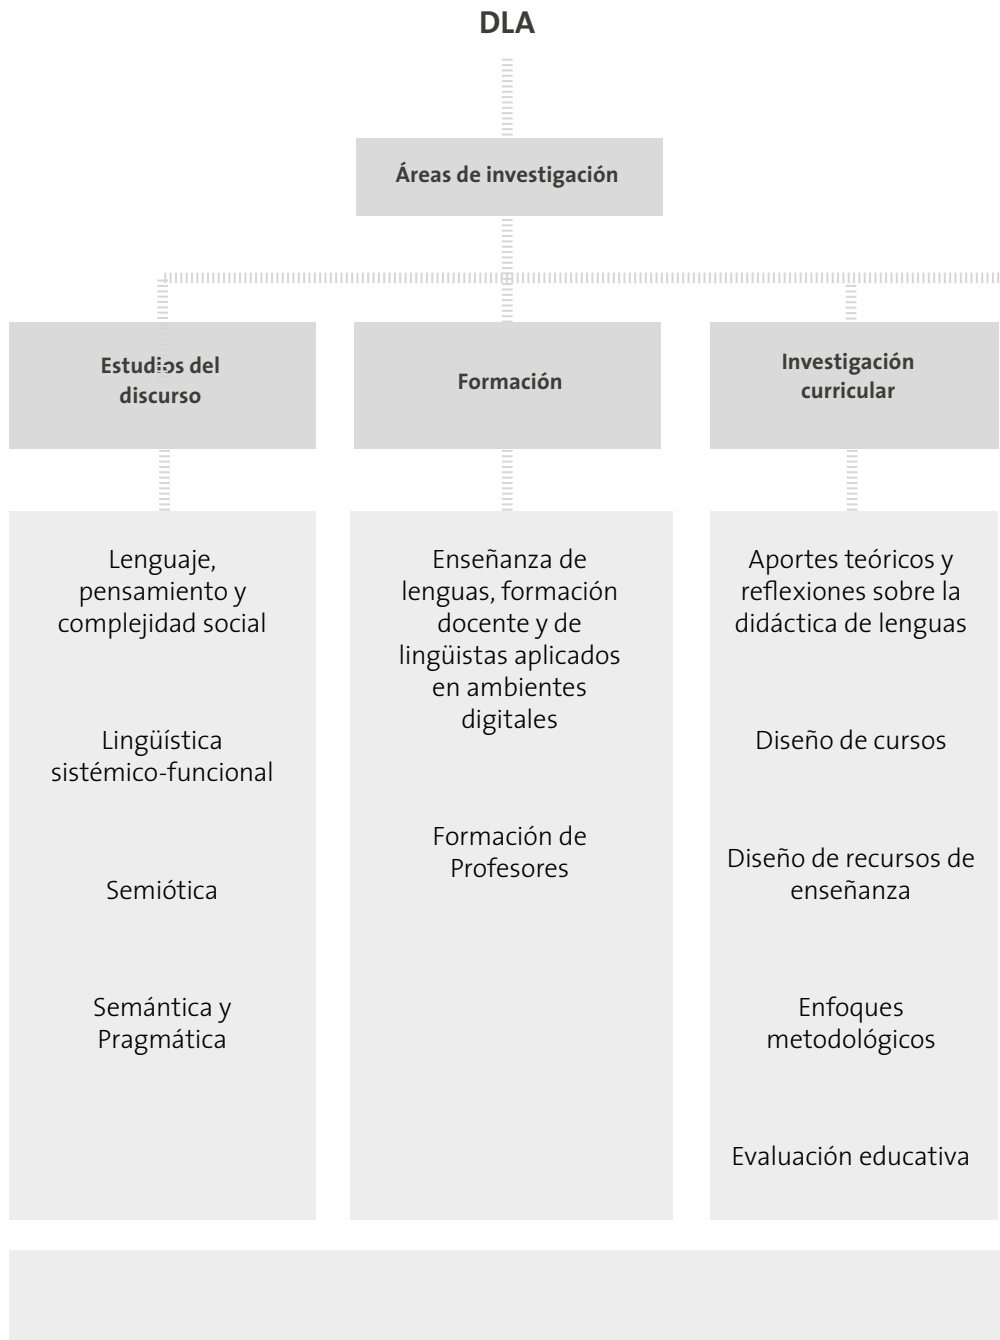 DLA
Áreas de investigación
Estudios del
discurso
Formación
Investigación
curricular
Lenguaje,
pensamiento y
complejidad social
Lingüística
sistémico-funcional
Semiótica
Semántica y
Pragmática
Enseñanza de
lenguas, formación
docente y de
lingüistas aplicados
en ambientes
digitales
Formación de
Profesores
Aportes teóricos y
reflexiones sobre la
didáctica de lenguas
Diseño de cursos
Diseño de recursos de
enseñanza
Enfoques
metodológicos
Evaluación educativa